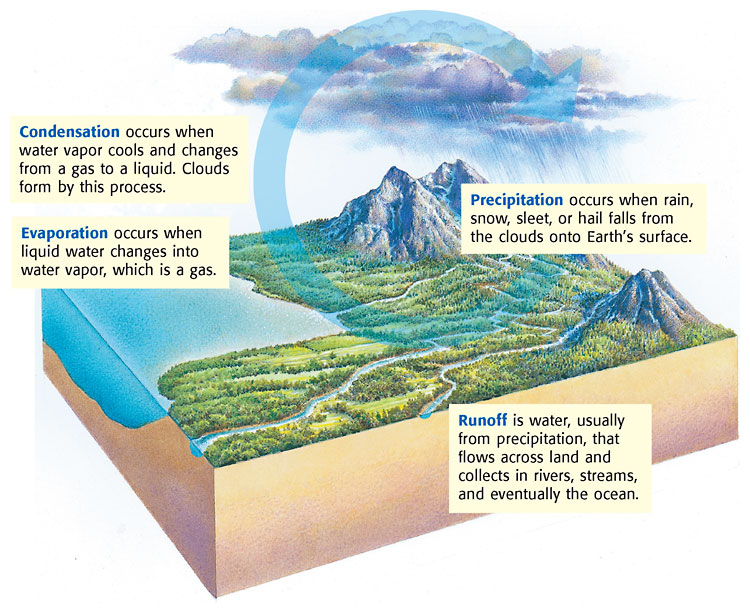 Condensation occurs when
water vapor cools and changes
from a gas to a liquid. Clouds
form by this process.
Evaporation occurs when
liquid water changes into
water vapor, which is a gas.
Precipitation occurs when rain,
snow, sleet, or hail falls from
the clouds onto Earth's surface.
Runoff is water, usually
from precipitation, that
flows across land and
collects in rivers, streams,
and eventually the ocean.